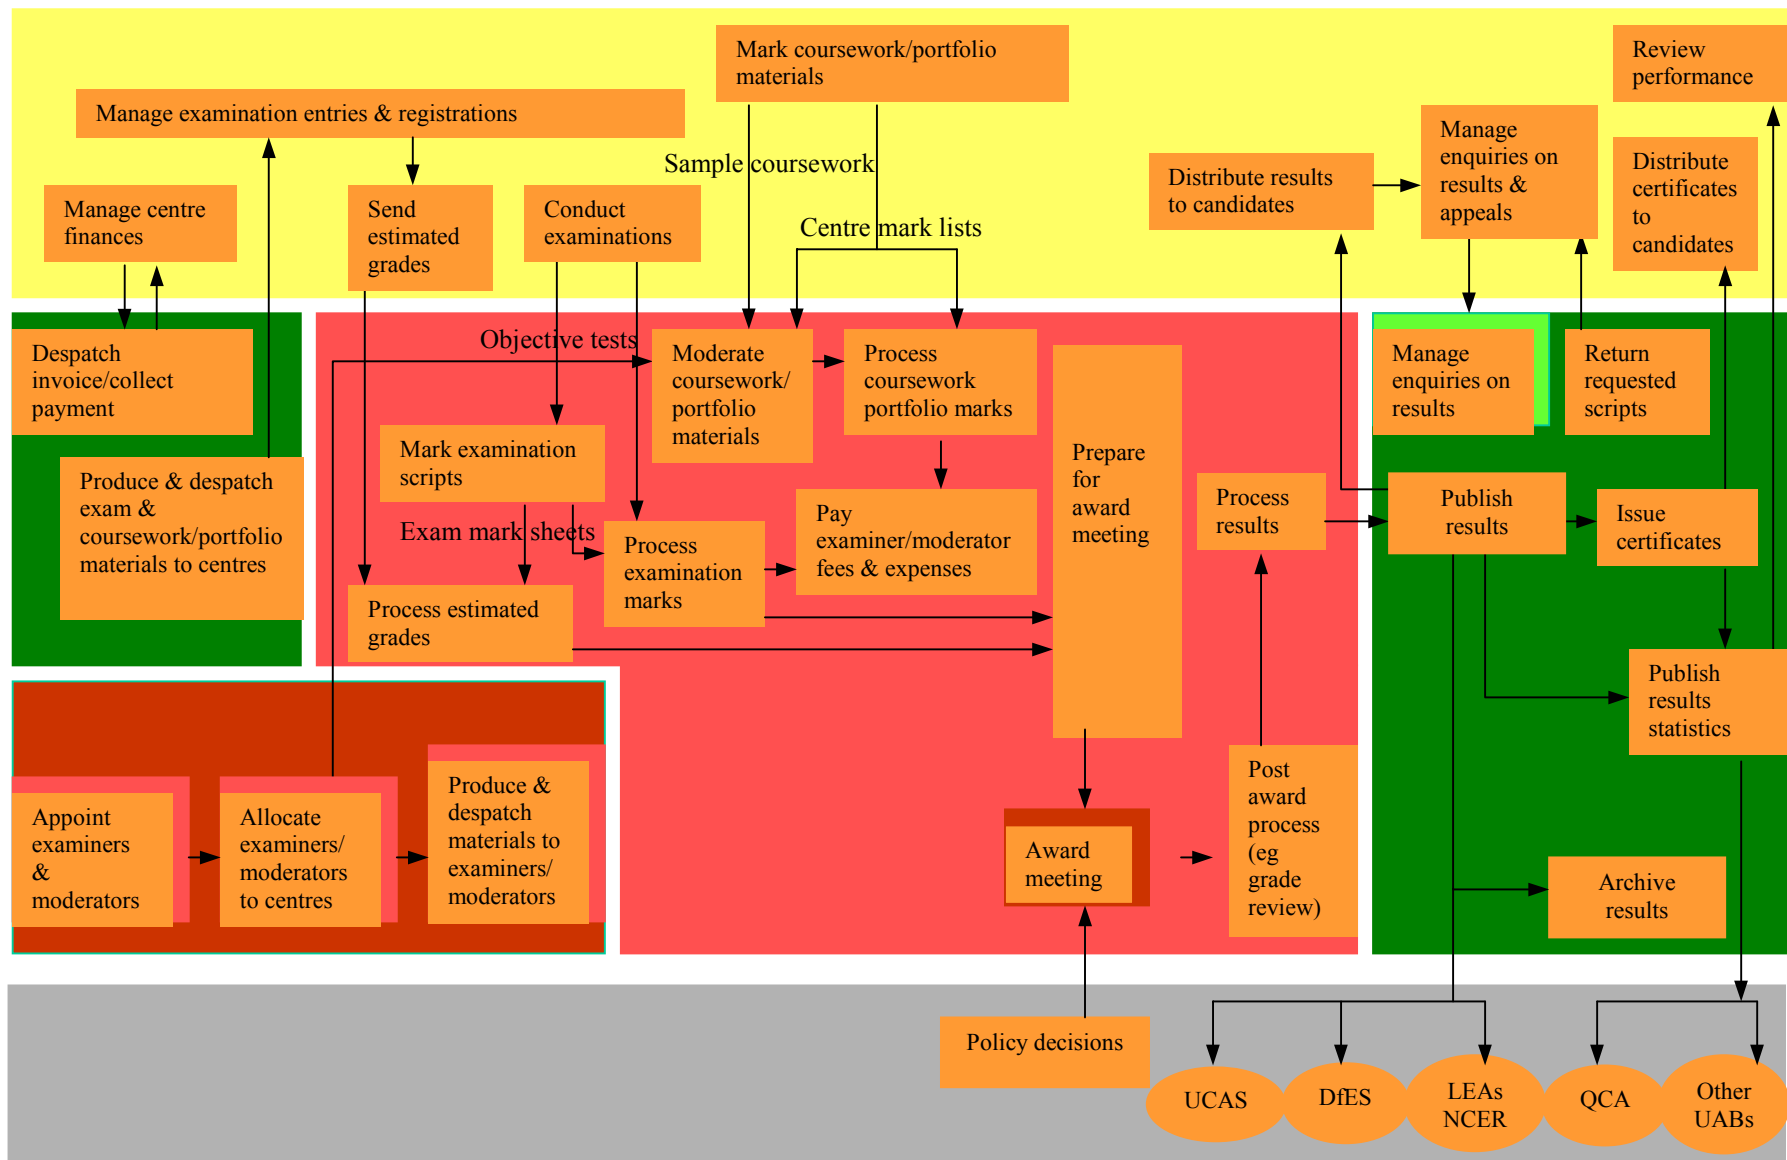 Mark coursework/portfolio
materials
Review
performance
Manage examination entries & registrations
Manage
enquiries on
results &
appeals
Sample coursework
Distribute results
to candidates
Distribute
certificates
to
candidates
Manage centre
finances
Send
estimated
grades
Conduct
examinations
Centre mark lists
Despatch
invoice/collect
payment
Objective tests
Moderate
coursework/
portfolio
materials
Process
coursework
portfolio marks
Manage
enquiries on
results
Return
requested
scripts
Mark examination
scripts
Prepare
for
award
meeting
Produce & despatch
exam &
coursework/portfolio
materials to centres
Exam mark sheets
Process
examination
marks
Pay
examiner/moderator
fees & expenses
Process
results
Publish
results
Issue
certificates
Process estimated
grades
Publish
results
statistics
Appoint
examiners
&
moderators
Allocate
examiners/
moderators
to centres
Produce &
despatch
materials to
examiners/
moderators
Award
meeting
Post
award
process
(eg
grade
review)
Archive
results
Policy decisions
UCAS
DfES
LEAs
NCER
QCA
Other
UABs